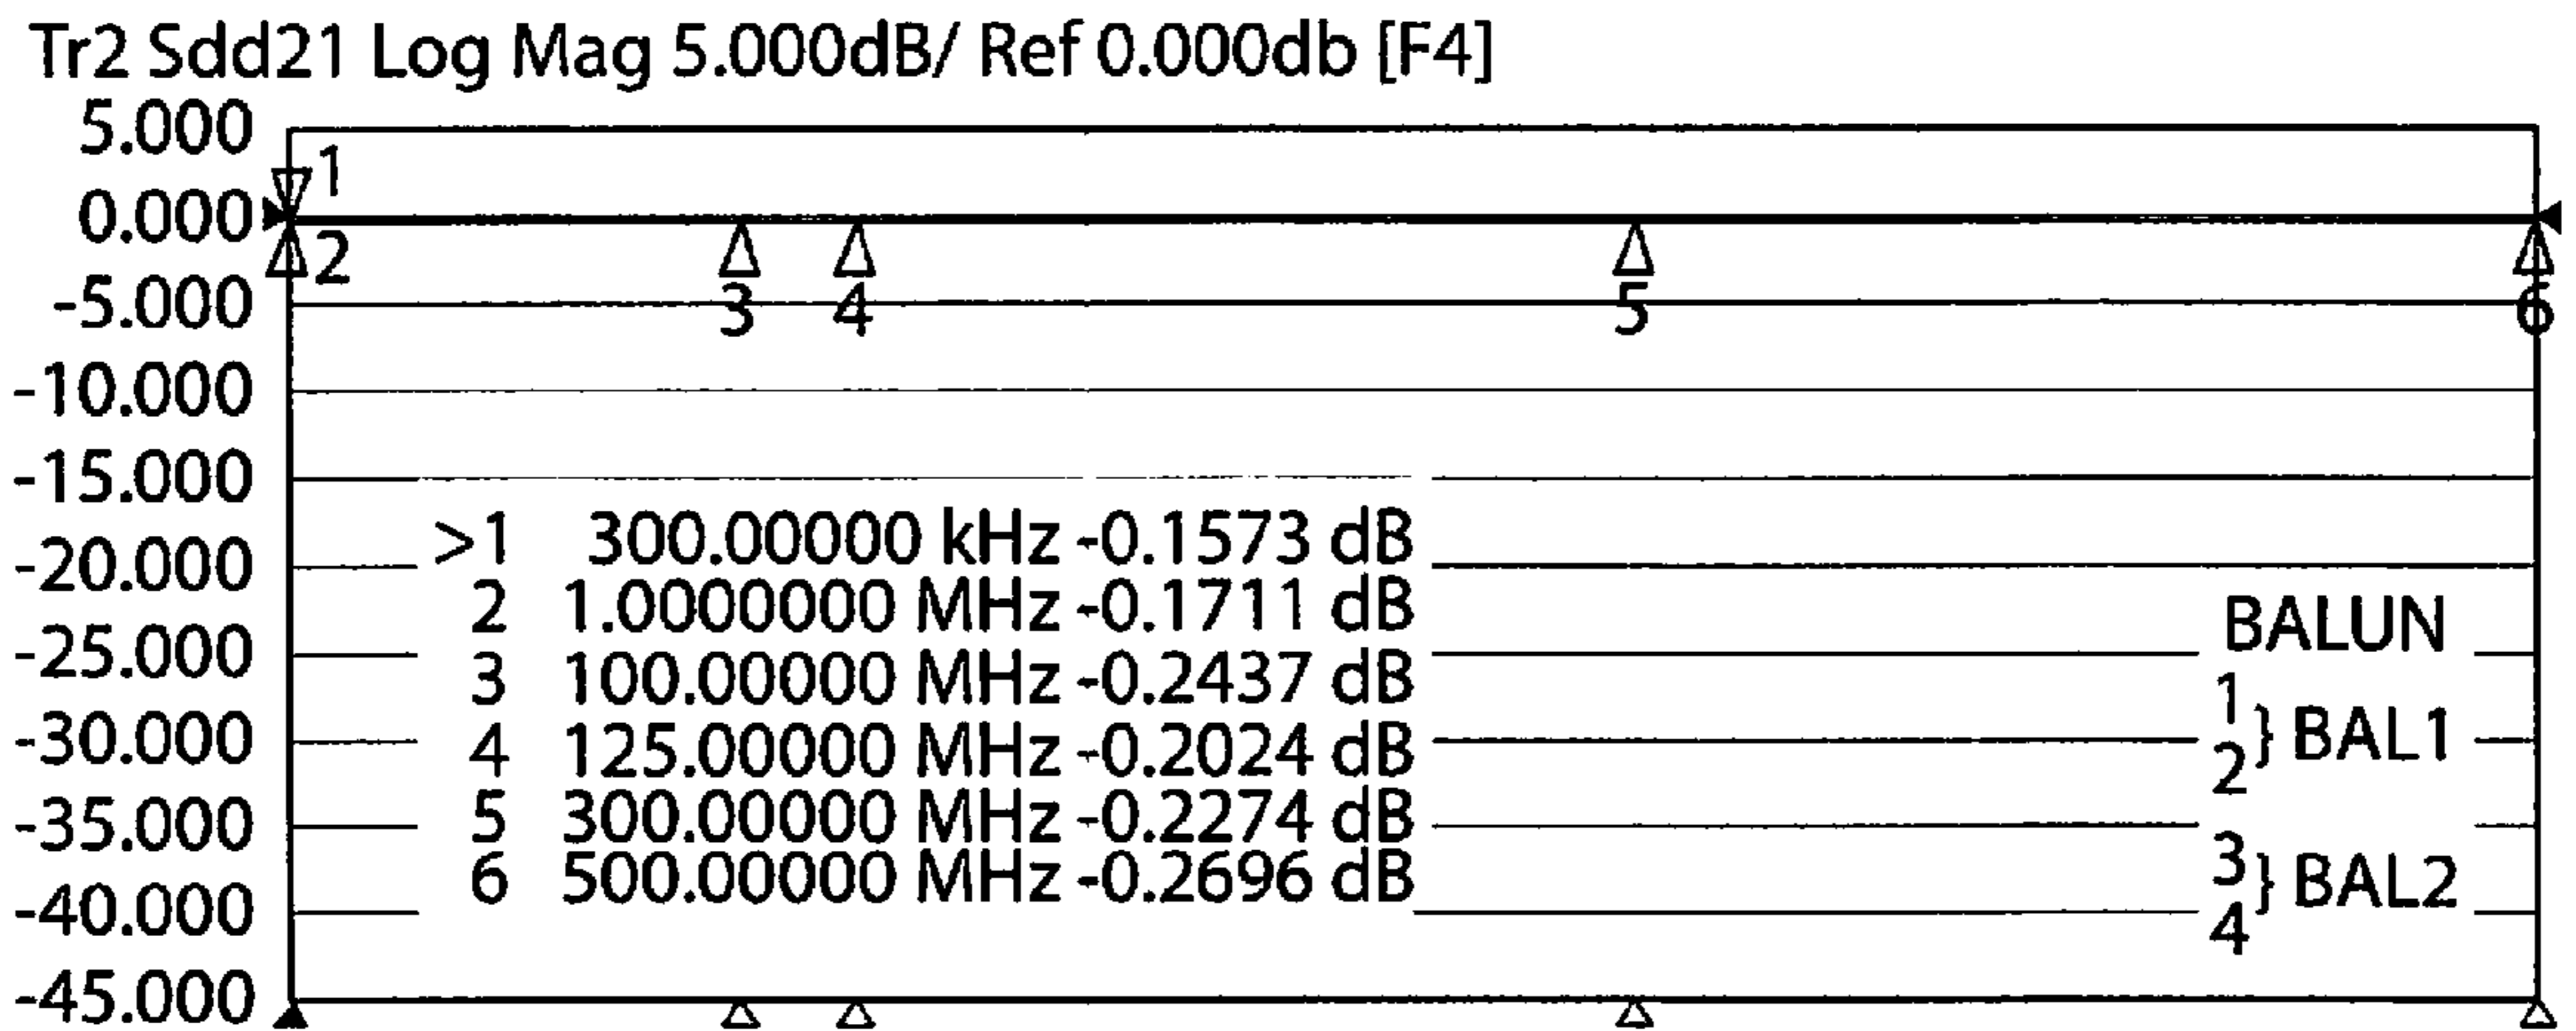 Tr2 Sdd21 Log Mag 5.000dB/ Ref 0.000db [F4]
5.000
0.000
-5.000
-10.000
-15.000
-20.000
-25.000
-30.000
-35.000
-40.000
-45.000
1
2
3 4 5 6
>1 300.00000 kHz -0.1573 dB
2 1.0000000 MHz -0.1711 dB
3 100.00000 MHz -0.2437 dB
4 125.00000 MHz -0.2024 dB
5 300.00000 MHz -0.2274 dB
6 500.00000 MHz -0.2696 dB
BALUN
1
2
} BAL1
3
4
} BAL2